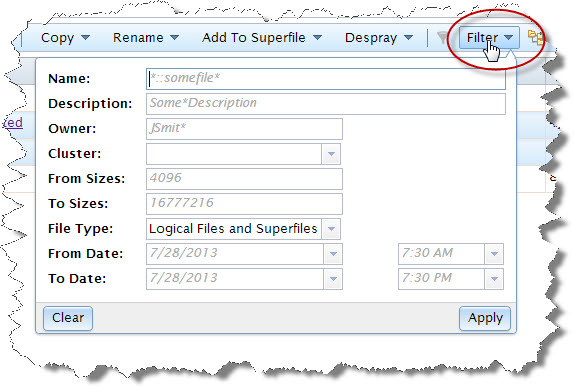 Copy Rename Add To Superfile Despray Filter
Name: *::somefile*
Description: Some*Description
ed
Owner: JSmit*
Cluster:
From Sizes: 4096
To Sizes: 16777216
File Type: Logical Files and Superfiles
From Date: 7/28/2013 7:30 AM
To Date: 7/28/2013 7:30 PM
Clear Apply